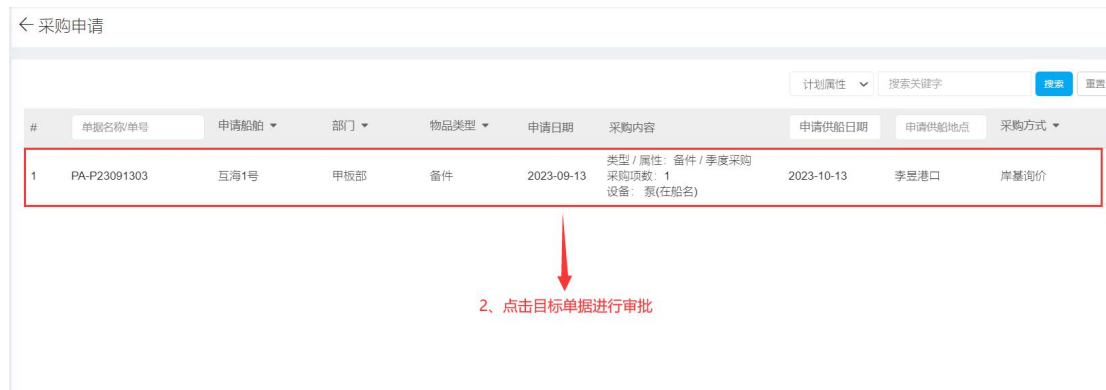 ← 采购申请
计划属性 搜索关键字 搜索 重置
# 单据名称/单号 申请船舶 部门 物品类型 申请日期 采购内容 申请供船日期 申请供船地点 采购方式
类型 / 属性: 备件 / 季度采购
1 PA-P23091303 互海1号 甲板部 备件 2023-09-13 采购项数: 1 2023-10-13 李昱港口 岸基询价
设备: 泵(在船名)
2、点击目标单据进行审批